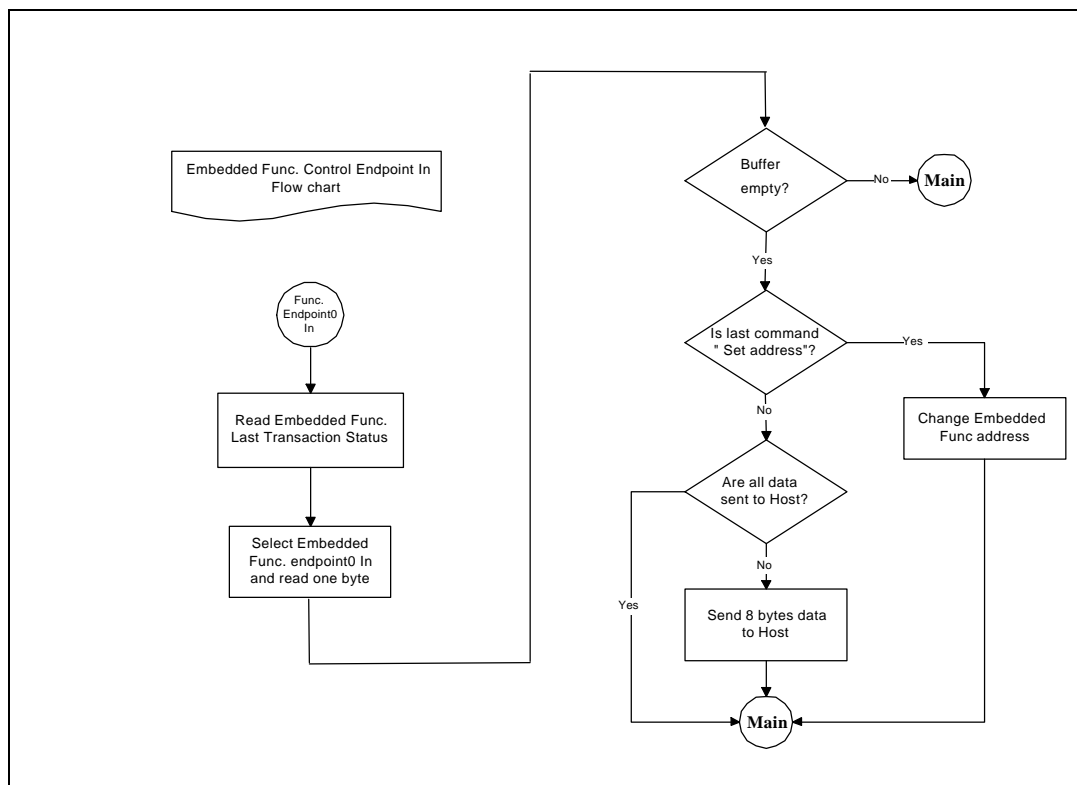 Embedded Func. Control Endpoint In
Flow chart
Func.
Endpoint0
In
Read Embedded Func.
Last Transaction Status
Select Embedded
Func. endpoint0 In
and read one byte
Buffer
empty?
No
Main
Yes
Is last command
" Set address"?
Yes
No
Change Embedded
Func address
Are all data
sent to Host?
No
Yes
Send 8 bytes data
to Host
Main